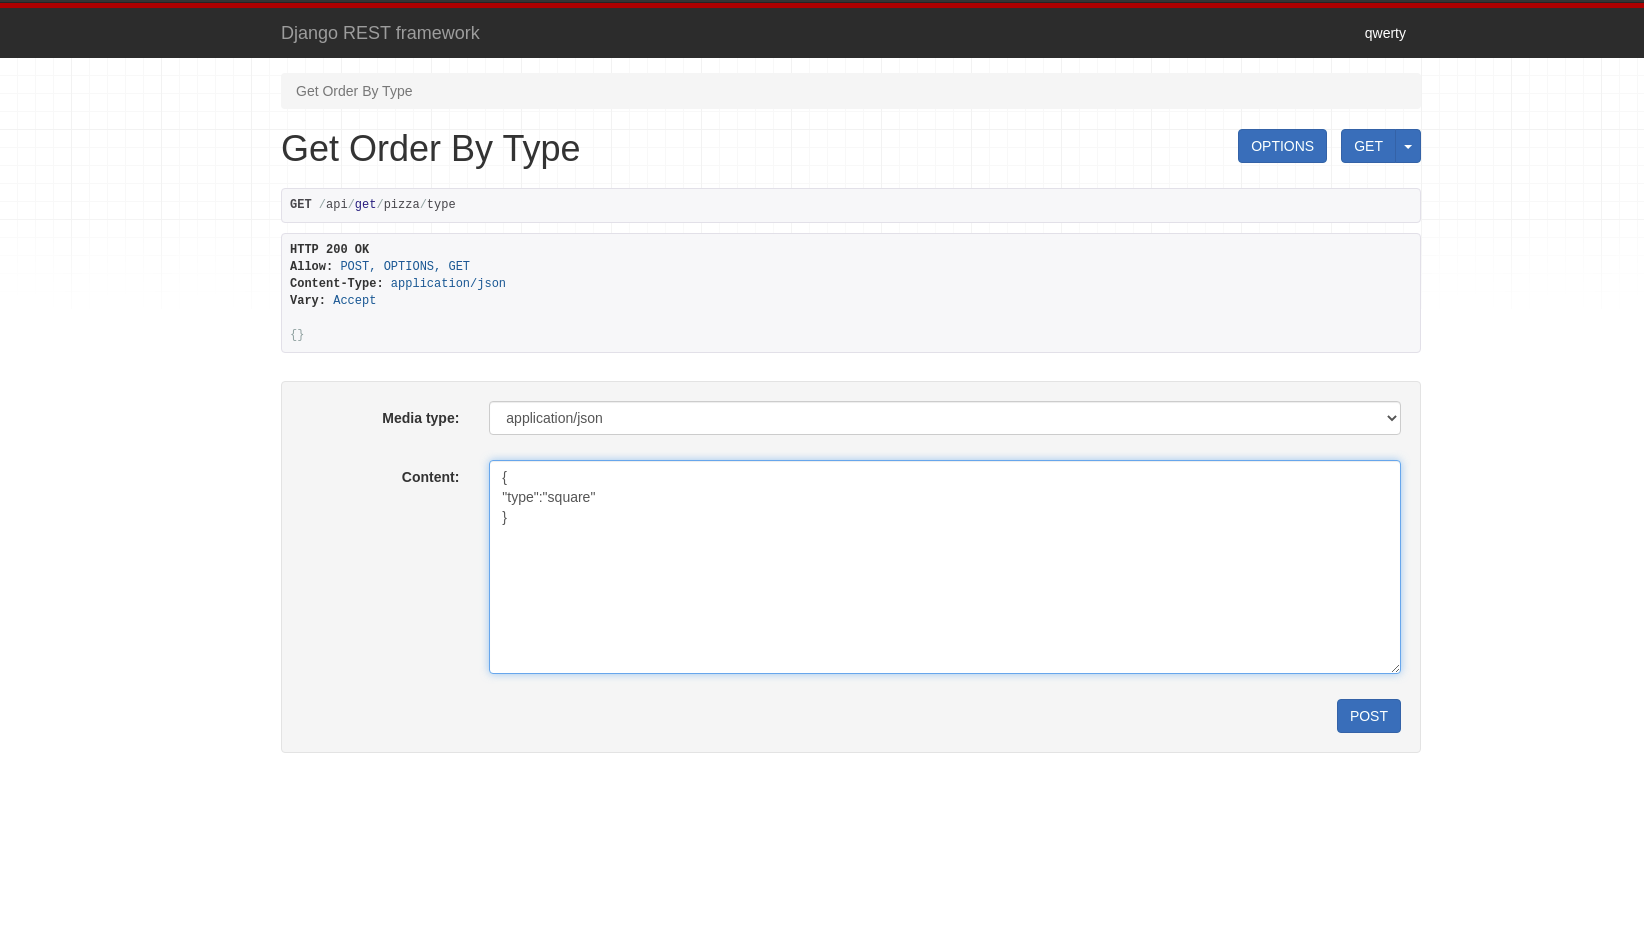 Django REST framework
qwerty
Get Order By Type
Get Order By Type
OPTIONS
GET
GET /api/get/pizza/type
HTTP 200 OK
Allow: POST, OPTIONS, GET
Content-Type: application/json
Vary: Accept
{}
Media type:
application/json
Content:
{
"type":"square"
}
POST